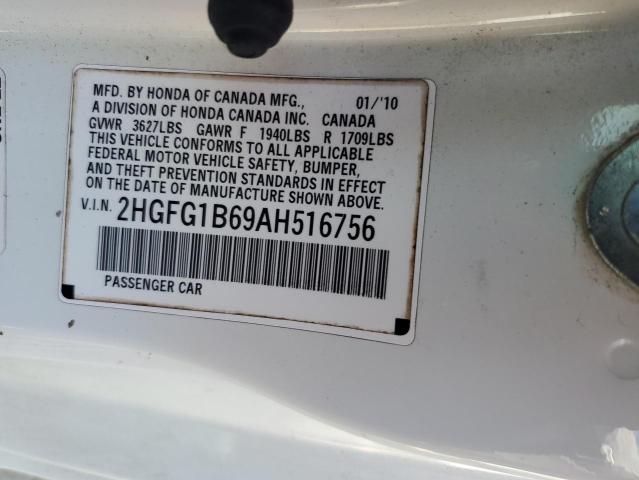 MFD. BY HONDA OF CANADA MFG., 01/'10
A DIVISION OF HONDA CANADA INC. CANADA
GVWR 3627LBS GAWR F 1940LBS R 1709LBS
THIS VEHICLE CONFORMS TO ALL APPLICABLE
FEDERAL MOTOR VEHICLE SAFETY, BUMPER,
AND THEFT PREVENTION STANDARDS IN EFFECT
ON THE DATE OF MANUFACTURE SHOWN ABOVE.
V.I.N. 2HGFG1B69AH516756
PASSENGER CAR